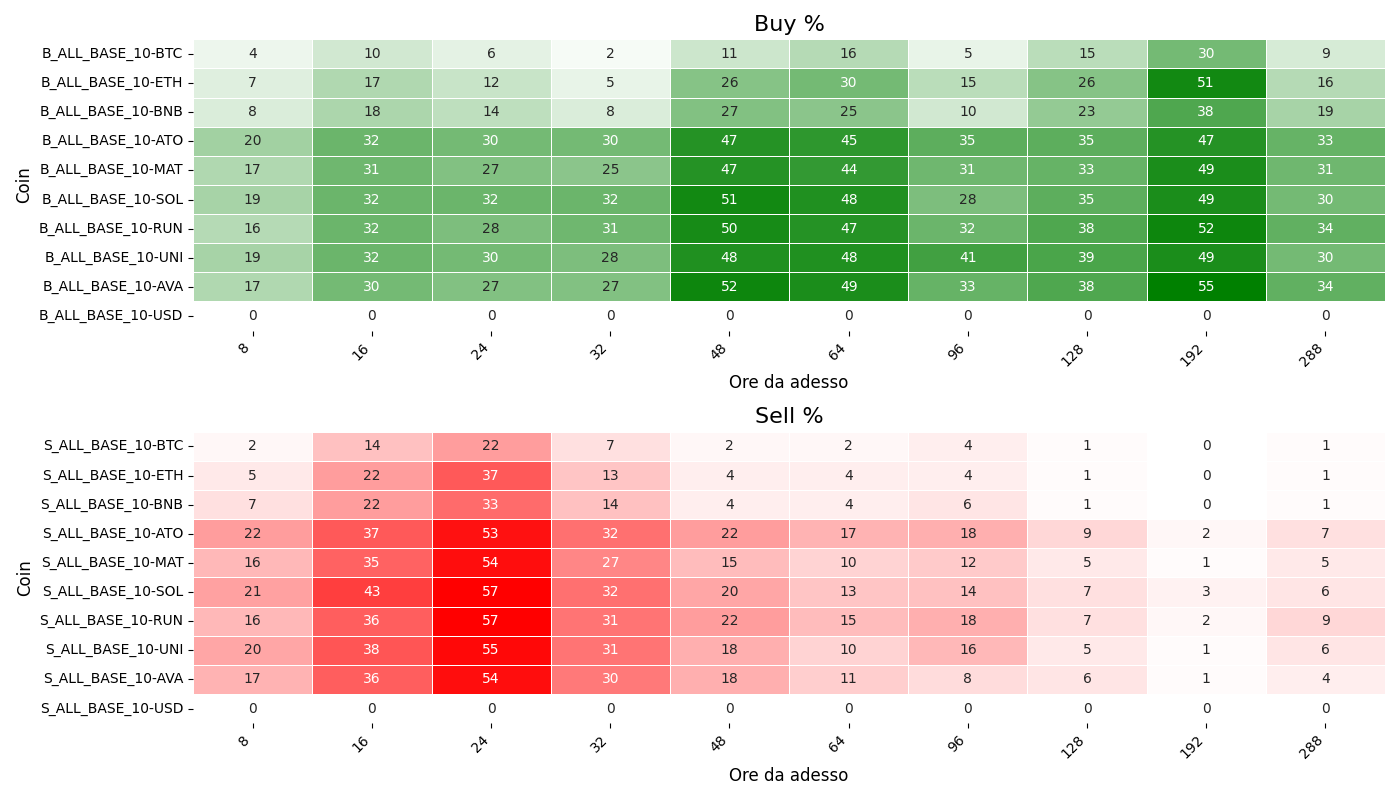 Buy %
Coin
B_ALL_BASE_10-BTC 4 10 6 2 11 16 5 15 30 9
B_ALL_BASE_10-ETH 7 17 12 5 26 30 15 26 51 16
B_ALL_BASE_10-BNB 8 18 14 8 27 25 10 23 38 19
B_ALL_BASE_10-ATO 20 32 30 30 47 45 35 35 47 33
B_ALL_BASE_10-MAT 17 31 27 25 47 44 31 33 49 31
B_ALL_BASE_10-SOL 19 32 32 32 51 48 28 35 49 30
B_ALL_BASE_10-RUN 16 32 28 31 50 47 32 38 52 34
B_ALL_BASE_10-UNI 19 32 30 28 48 48 41 39 49 30
B_ALL_BASE_10-AVA 17 30 27 27 52 49 33 38 55 34
B_ALL_BASE_10-USD 0 0 0 0 0 0 0 0 0 0
8 16 24 32 48 64 96 128 192 288
Ore da adesso
Sell %
Coin
S_ALL_BASE_10-BTC 2 14 22 7 2 2 4 1 0 1
S_ALL_BASE_10-ETH 5 22 37 13 4 4 4 1 0 1
S_ALL_BASE_10-BNB 7 22 33 14 4 4 6 1 0 1
S_ALL_BASE_10-ATO 22 37 53 32 22 17 18 9 2 7
S_ALL_BASE_10-MAT 16 35 54 27 15 10 12 5 1 5
S_ALL_BASE_10-SOL 21 43 57 32 20 13 14 7 3 6
S_ALL_BASE_10-RUN 16 36 57 31 22 15 18 7 2 9
S_ALL_BASE_10-UNI 20 38 55 31 18 10 16 5 1 6
S_ALL_BASE_10-AVA 17 36 54 30 18 11 8 6 1 4
S_ALL_BASE_10-USD 0 0 0 0 0 0 0 0 0 0
8 16 24 32 48 64 96 128 192 288
Ore da adesso